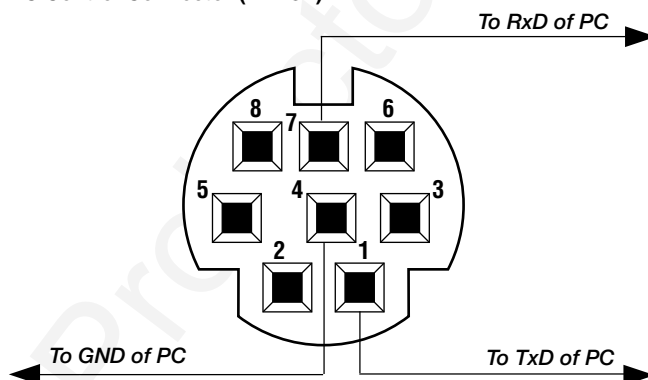 To RxD of PC
8 7 6
5 4 3
2 1
To GND of PC To TxD of PC